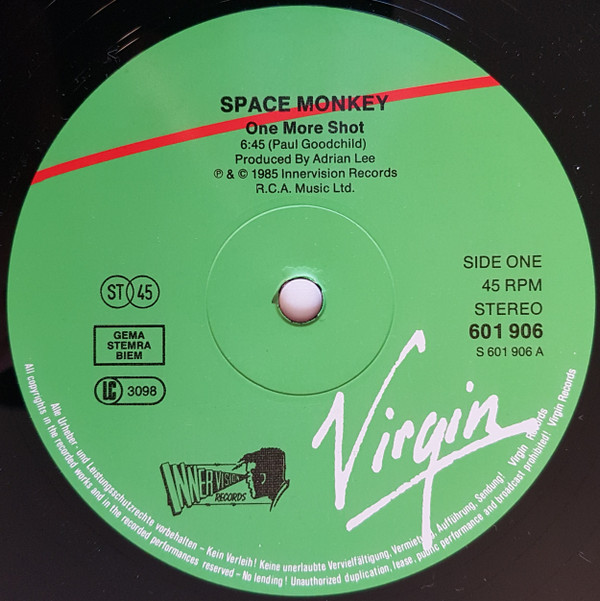 SPACE MONKEY
One More Shot
6:45 (Paul Goodchild)
Produced By Adrian Lee
℗ & © 1985 Innervision Records
R.C.A. Music Ltd.
SIDE ONE
45 RPM
STEREO
601 906
S 601 906 A
ST 45
GEMA
STEMRA
BIEM
LC 3098
INNERVISION
RECORDS
Virgin
Alle Urheber- und Leistungsschutzrechte vorbehalten – Kein Verleih! Keine unerlaubte Vervielfältigung, Vermietung, Aufführung, Sendung! Virgin Records
All copyrights in the recorded works and in the recorded performances reserved – No lending! Unauthorized duplication, lease, public performance and broadcast prohibited! Virgin Records